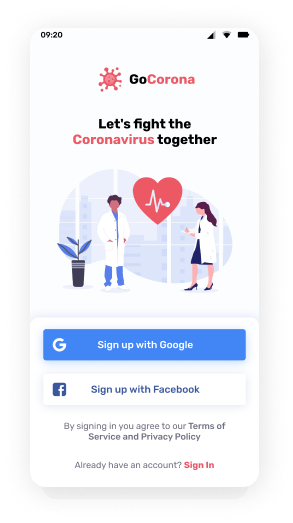 09:20
GoCorona
Let's fight the
Coronavirus together
Sign up with Google
Sign up with Facebook
By signing in you agree to our Terms of
Service and Privacy Policy
Already have an account? Sign In